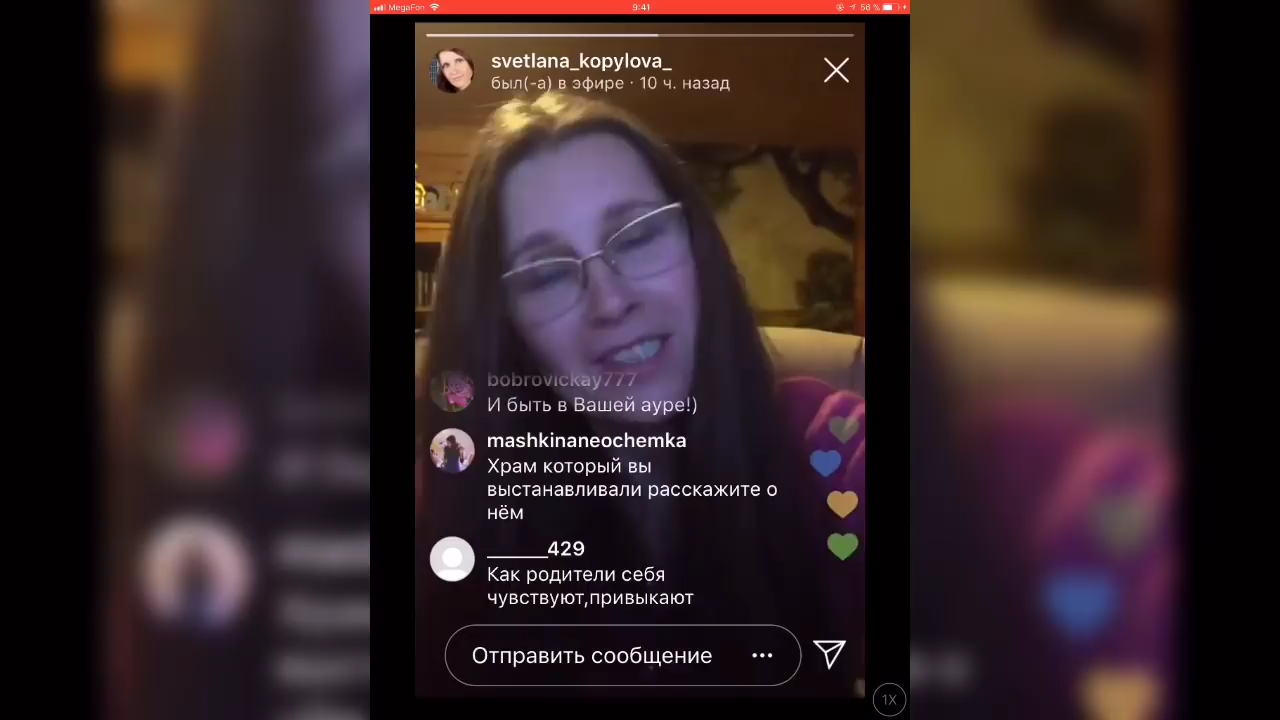 MegaFon
9:41
56 %
svetlana_kopylova_
был(-а) в эфире · 10 ч. назад
bobrovickay777
И быть в Вашей ауре!)
mashkinaneochemka
Храм который вы
выстанавливали расскажите о
нём
______429
Как родители себя
чувствуют,привыкают
Отправить сообщение
1X